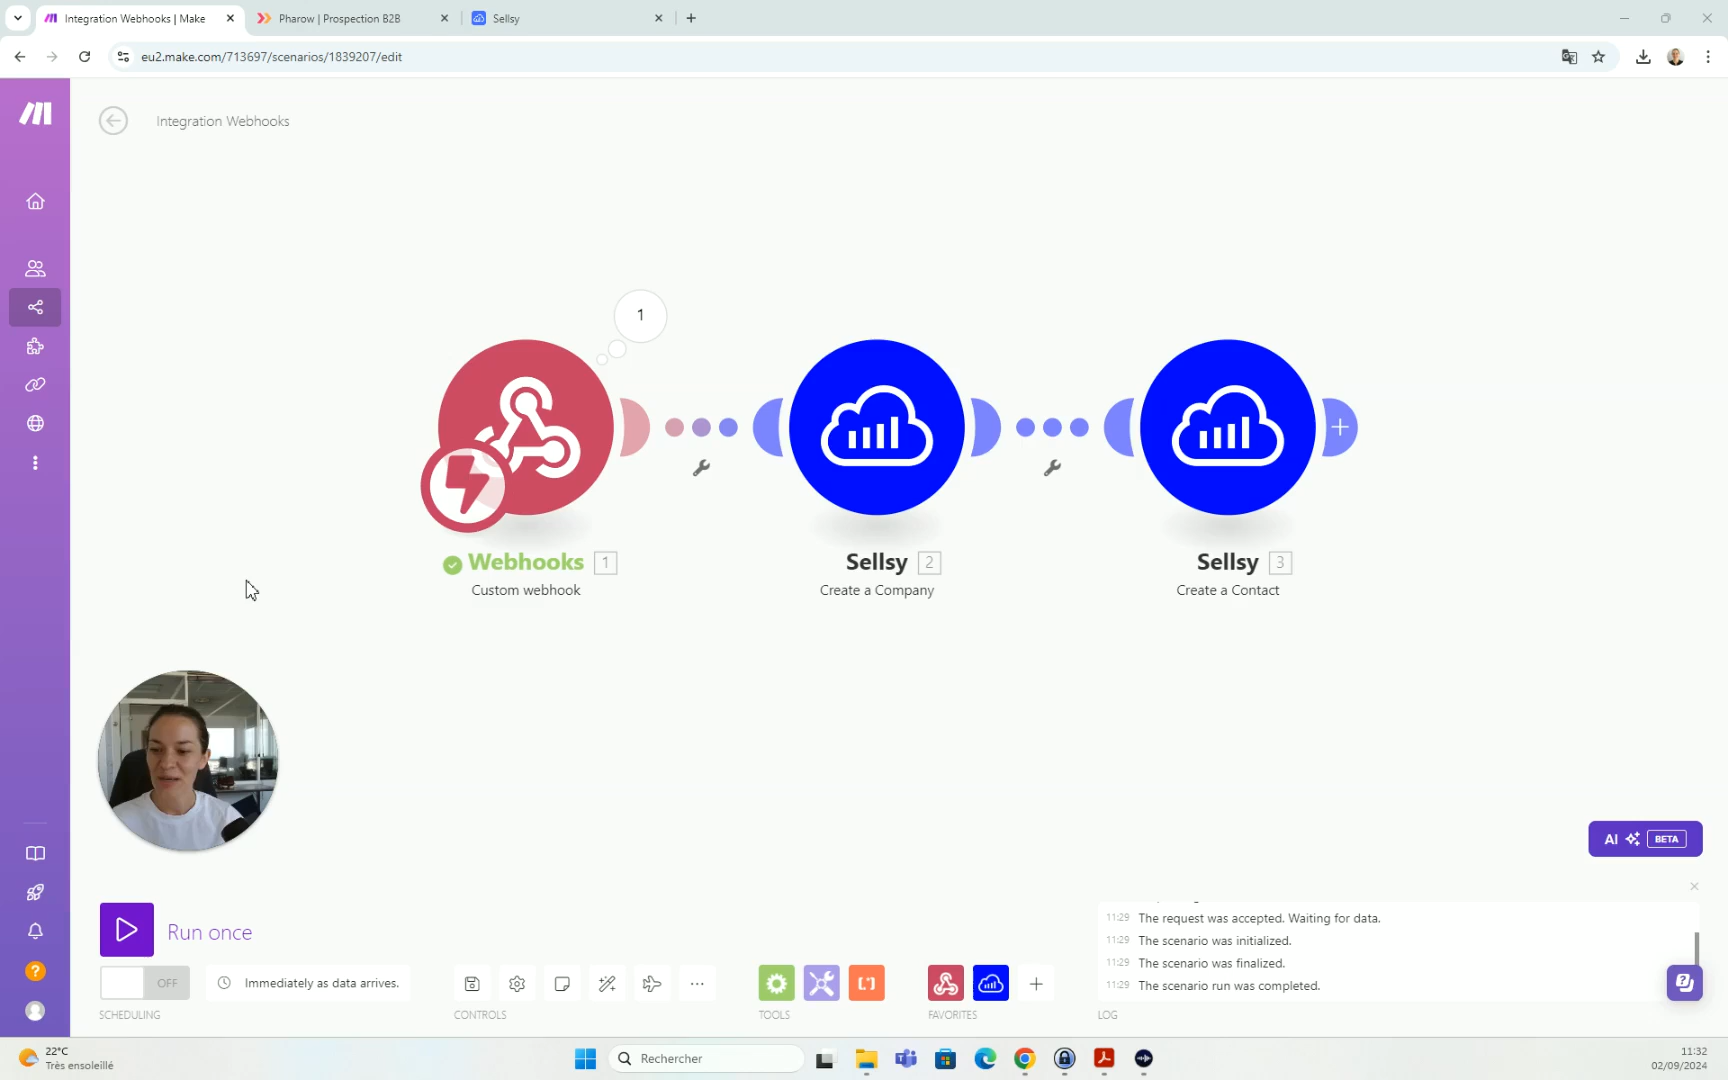 Integration Webhooks | Make
Pharow | Prospection B2B
Sellsy
eu2.make.com/713697/scenarios/1839207/edit
Integration Webhooks
1
Webhooks 1
Custom webhook
Sellsy 2
Create a Company
Sellsy 3
Create a Contact
AI BETA
Run once
OFF
Immediately as data arrives.
SCHEDULING
CONTROLS
TOOLS
FAVORITES
11:29 The request was accepted. Waiting for data.
11:29 The scenario was initialized.
11:29 The scenario was finalized.
11:29 The scenario run was completed.
LOG
22°C
Très ensoleillé
Rechercher
11:32
02/09/2024